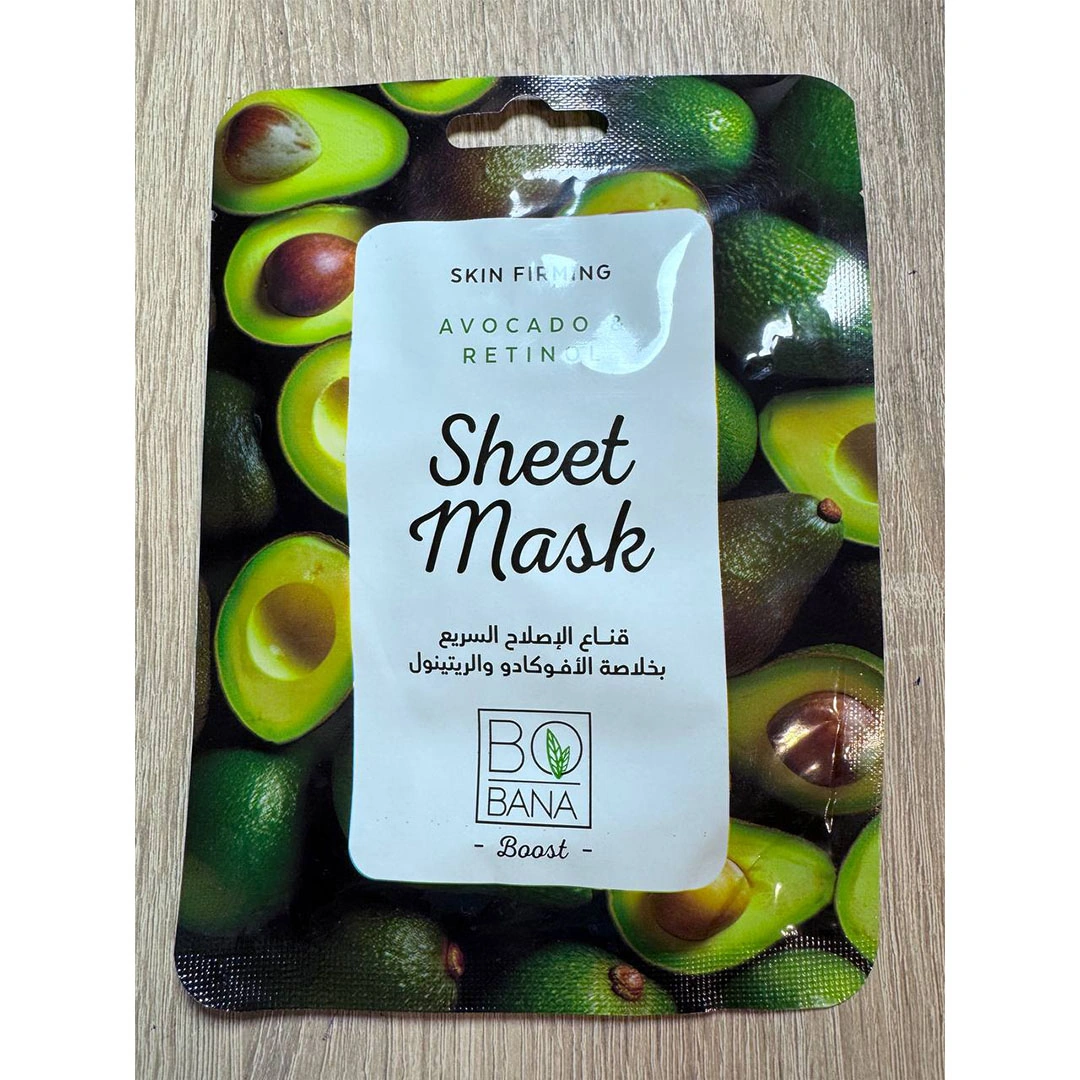 SKIN FIRMING
AVOCADO &
RETINOL
Sheet
Mask
قناع الإصلاح السريع
بخلاصة الأفوكادو والريتينول
BO
BANA
- Boost -